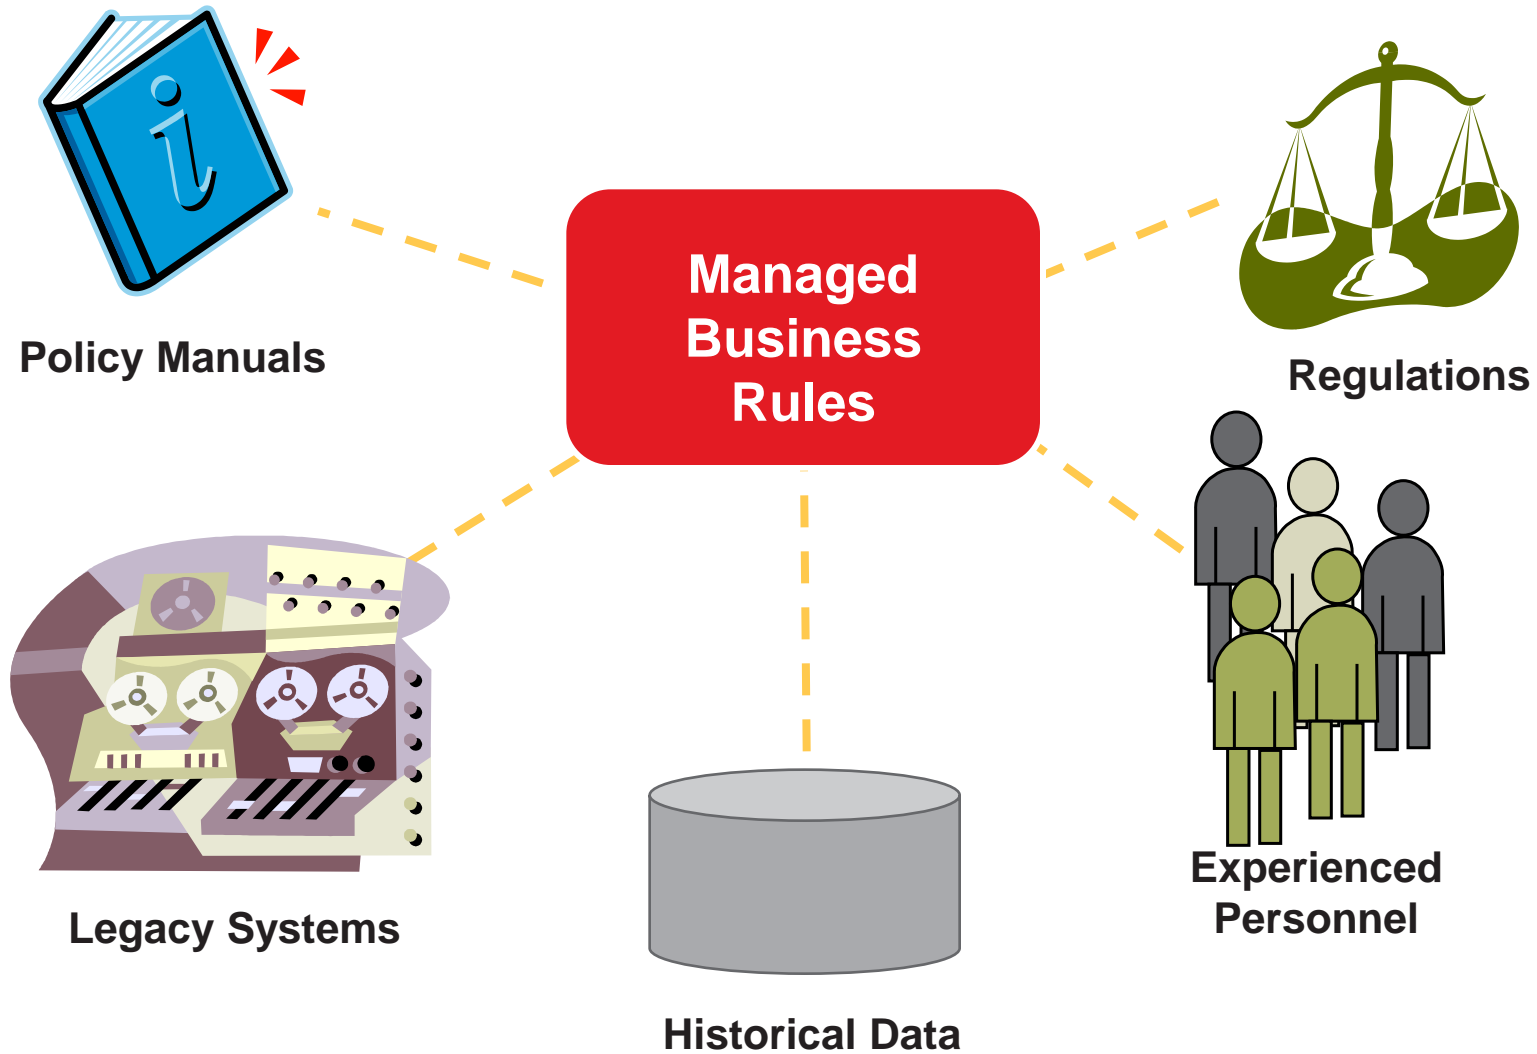 Managed
Business
Rules
Policy Manuals
Regulations
Legacy Systems
Experienced
Personnel
Historical Data